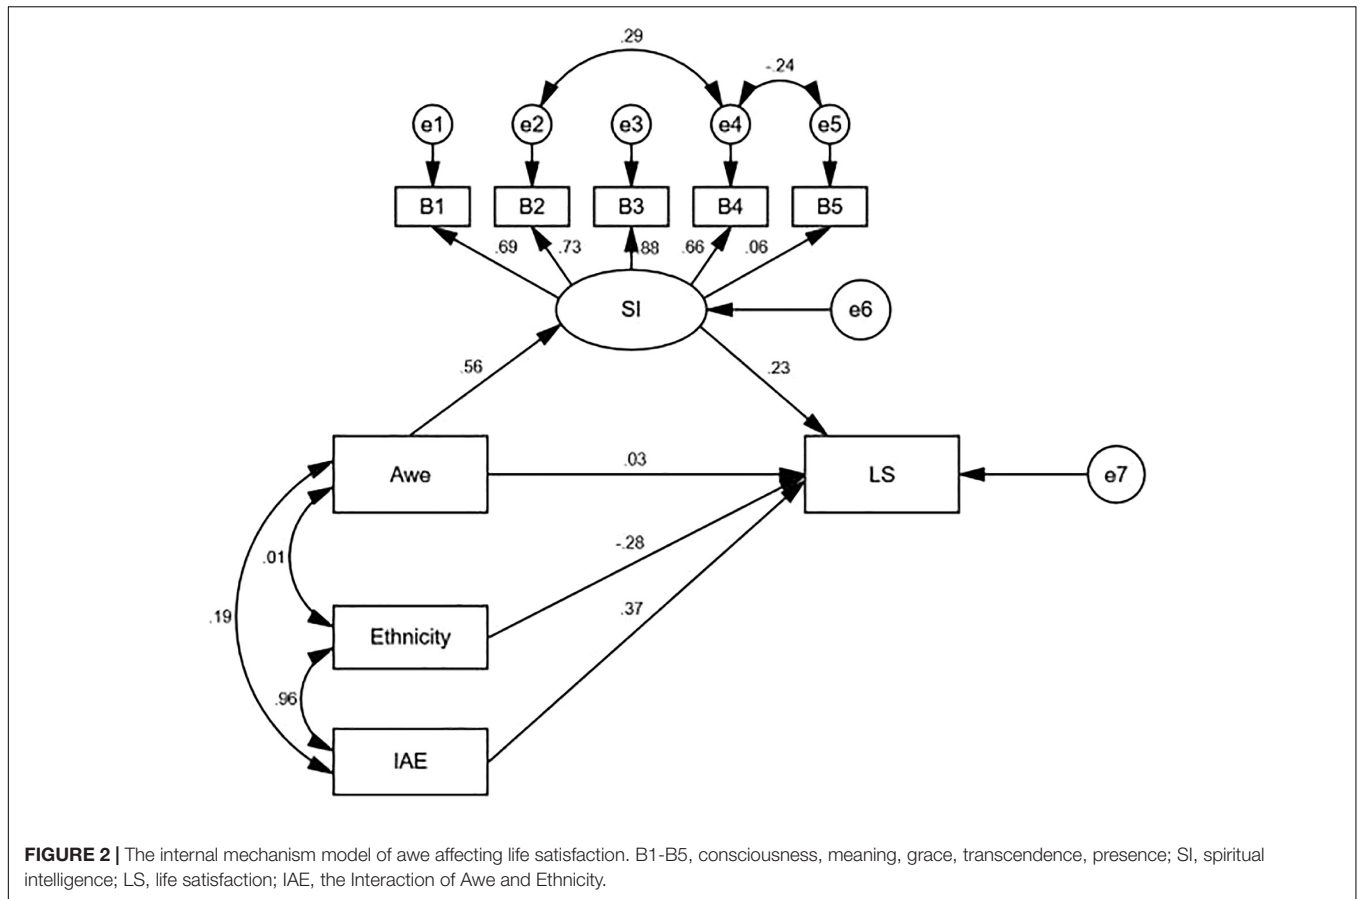 .29
-.24
e1 e2 e3 e4 e5
B1 B2 B3 B4 B5
.69 .73 .88 .66 .06
SI e6
.56 .23
Awe .03 LS e7
.01 -.28
.19 Ethnicity .37
.96
IAE
FIGURE 2 | The internal mechanism model of awe affecting life satisfaction. B1-B5, consciousness, meaning, grace, transcendence, presence; SI, spiritual
intelligence; LS, life satisfaction; IAE, the Interaction of Awe and Ethnicity.